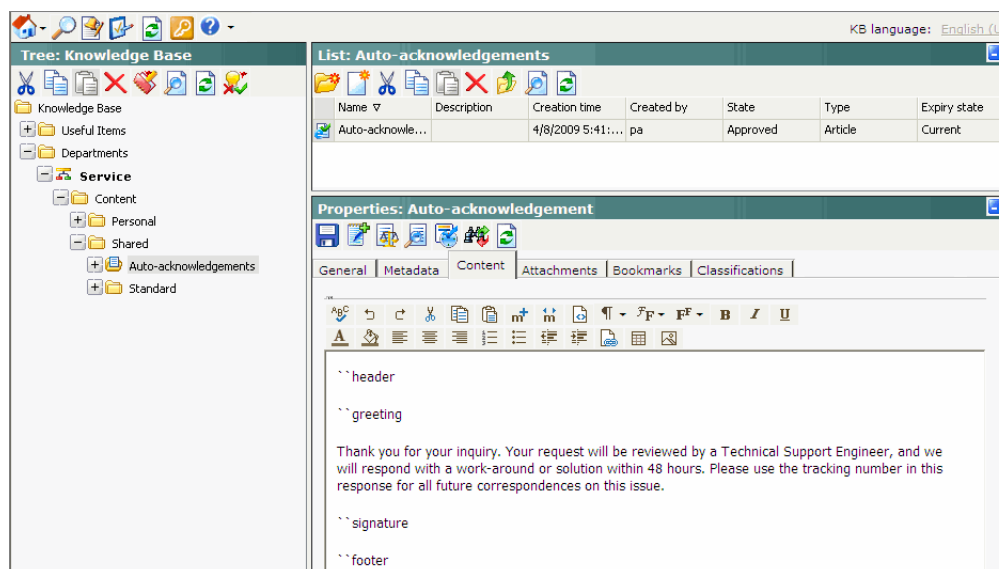 KB language: English (U
Tree: Knowledge Base
Knowledge Base
Useful Items
Departments
Service
Content
Personal
Shared
Auto-acknowledgements
Standard
List: Auto-acknowledgements
Name Description Creation time Created by State Type Expiry state
Auto-acknowle... 4/8/2009 5:41:... pa Approved Article Current
Properties: Auto-acknowledgement
General Metadata Content Attachments Bookmarks Classifications
``header
``greeting
Thank you for your inquiry. Your request will be reviewed by a Technical Support Engineer, and we
will respond with a work-around or solution within 48 hours. Please use the tracking number in this
response for all future correspondences on this issue.
``signature
``footer